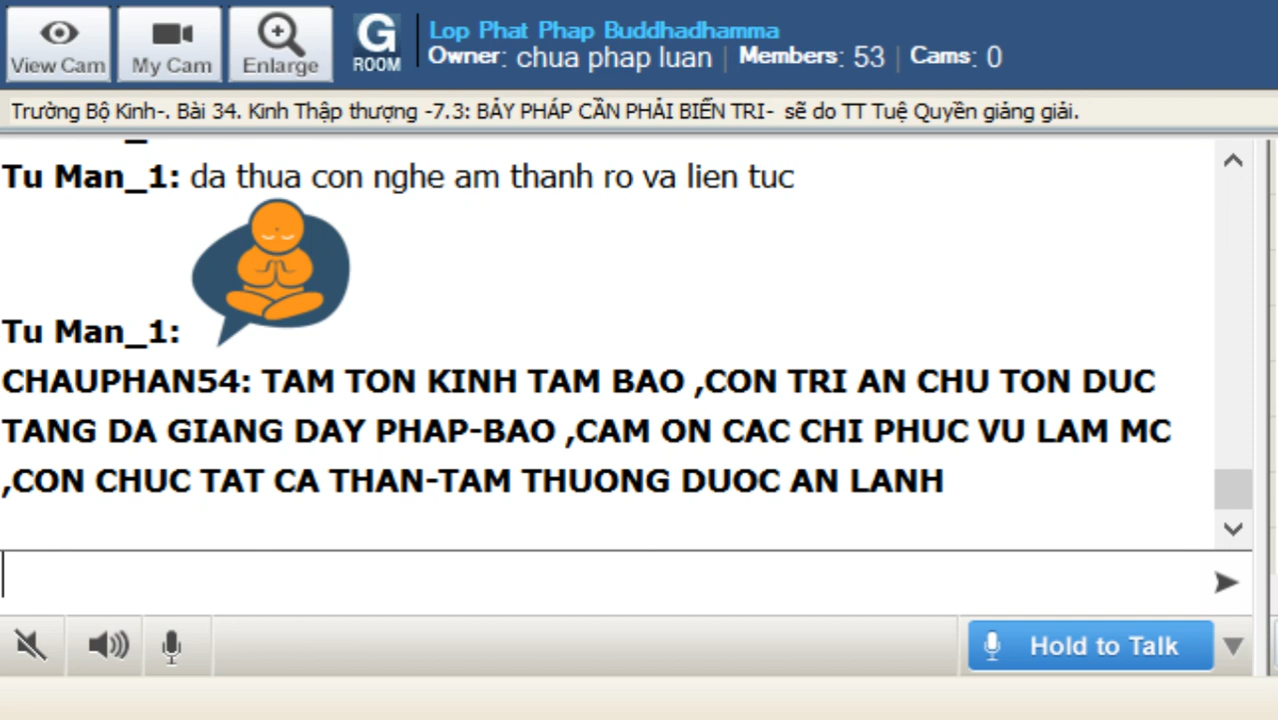 Lop Phat Phap Buddhadhamma
Owner: chua phap luan | Members: 53 | Cams: 0
View Cam
My Cam
Enlarge
G
ROOM
Trường Bộ Kinh-. Bài 34. Kinh Thập thượng -7.3: BẢY PHÁP CẦN PHẢI BIẾN TRI- sẽ do TT Tuệ Quyền giảng giải.
Tu Man_1: da thua con nghe am thanh ro va lien tuc
Tu Man_1:
CHAUPHAN54: TAM TON KINH TAM BAO ,CON TRI AN CHU TON DUC
TANG DA GIANG DAY PHAP-BAO ,CAM ON CAC CHI PHUC VU LAM MC
,CON CHUC TAT CA THAN-TAM THUONG DUOC AN LANH
Hold to Talk